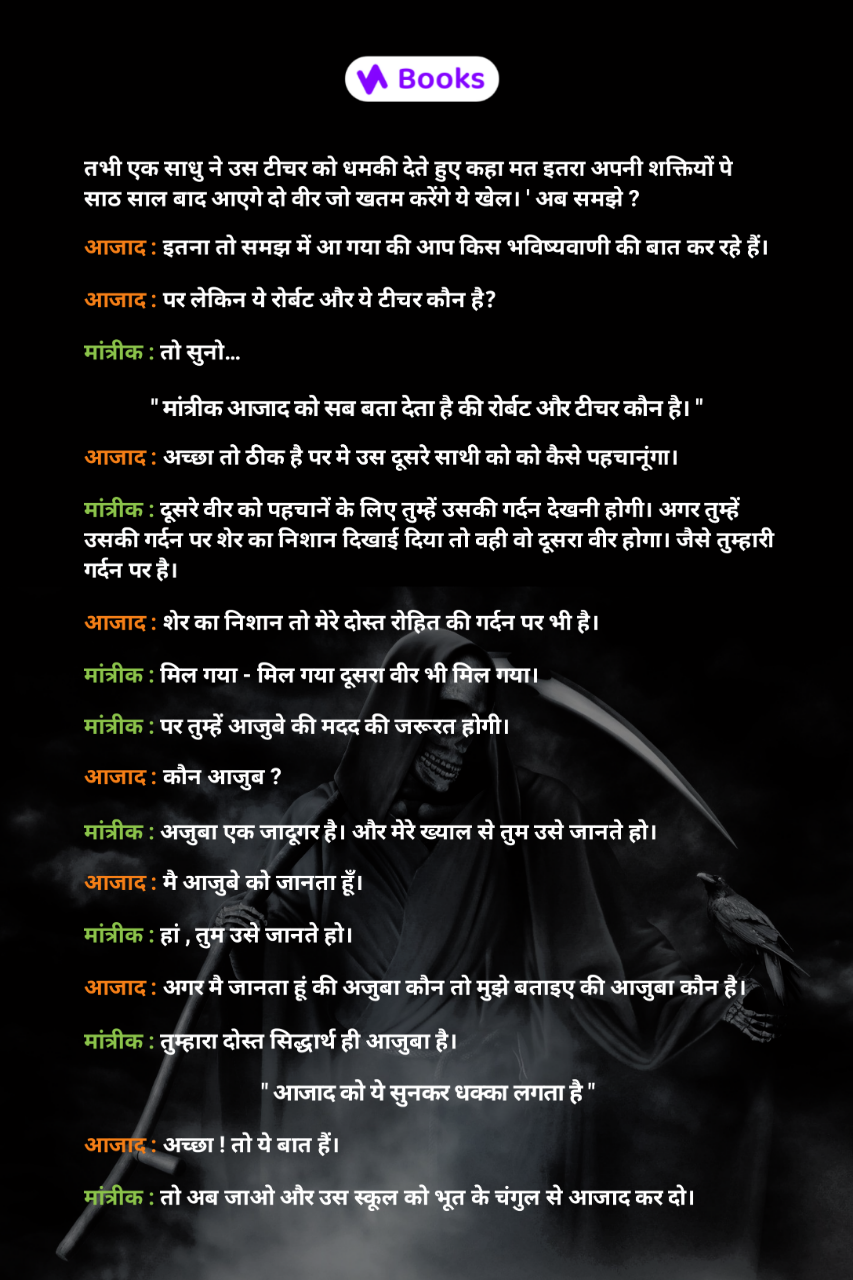 Books
तभी एक साधु ने उस टीचर को धमकी देते हुए कहा मत इतरा अपनी शक्तियों पे
साठ साल बाद आएगे दो वीर जो खतम करेंगे ये खेल। ' अब समझे ?
आजाद : इतना तो समझ में आ गया की आप किस भविष्यवाणी की बात कर रहे हैं।
आजाद : पर लेकिन ये रोर्बट और ये टीचर कौन है?
मांत्रीक : तो सुनो...
" मांत्रीक आजाद को सब बता देता है की रोर्बट और टीचर कौन है। "
आजाद : अच्छा तो ठीक है पर मे उस दूसरे साथी को को कैसे पहचानूंगा।
मांत्रीक : दूसरे वीर को पहचानें के लिए तुम्हें उसकी गर्दन देखनी होगी। अगर तुम्हें
उसकी गर्दन पर शेर का निशान दिखाई दिया तो वही वो दूसरा वीर होगा। जैसे तुम्हारी
गर्दन पर है।
आजाद : शेर का निशान तो मेरे दोस्त रोहित की गर्दन पर भी है।
मांत्रीक : मिल गया - मिल गया दूसरा वीर भी मिल गया।
मांत्रीक : पर तुम्हें आजुबे की मदद की जरूरत होगी।
आजाद : कौन आजुब ?
मांत्रीक : अजुबा एक जादूगर है। और मेरे ख्याल से तुम उसे जानते हो।
आजाद : मै आजुबे को जानता हूँ।
मांत्रीक : हां , तुम उसे जानते हो।
आजाद : अगर मै जानता हूं की अजुबा कौन तो मुझे बताइए की आजुबा कौन है।
मांत्रीक : तुम्हारा दोस्त सिद्धार्थ ही आजुबा है।
" आजाद को ये सुनकर धक्का लगता है "
आजाद : अच्छा ! तो ये बात हैं।
मांत्रीक : तो अब जाओ और उस स्कूल को भूत के चंगुल से आजाद कर दो।